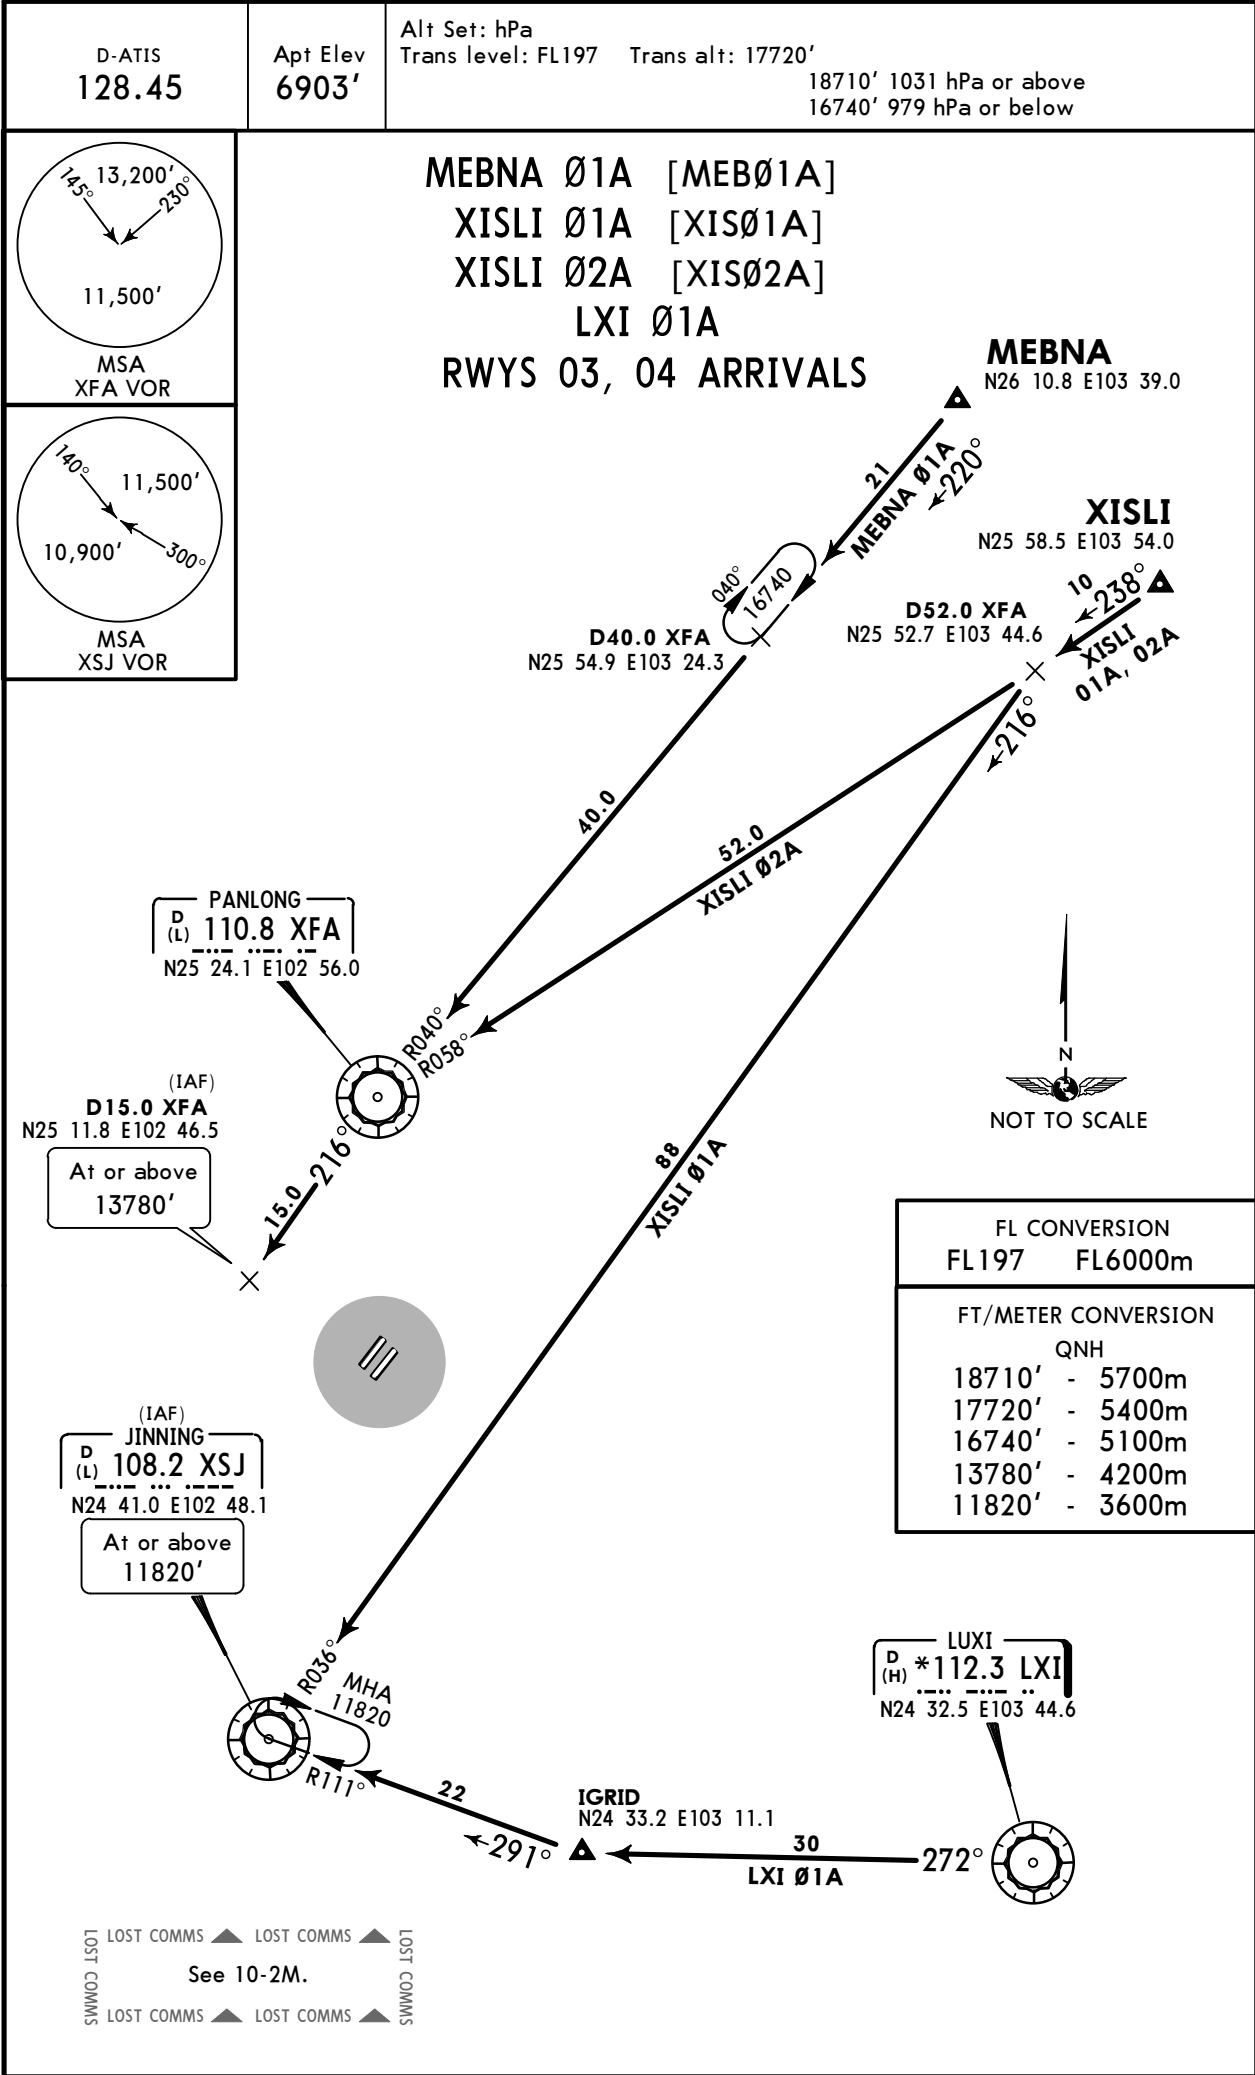 D-ATIS
128.45
Apt Elev
6903'
Alt Set: hPa
Trans level: FL197 Trans alt: 17720'
18710' 1031 hPa or above
16740' 979 hPa or below
13,200'
145°
230°
11,500'
MSA
XFA VOR
140°
11,500'
10,900'
300°
MSA
XSJ VOR
MEBNA Ø1A [MEBØ1A]
XISLI Ø1A [XISØ1A]
XISLI Ø2A [XISØ2A]
LXI Ø1A
RWYS 03, 04 ARRIVALS
MEBNA
N26 10.8 E103 39.0
21
MEBNA Ø1A
220°
XISLI
N25 58.5 E103 54.0
10
238°
XISLI
01A, 02A
040°
16740
D40.0 XFA
N25 54.9 E103 24.3
D52.0 XFA
N25 52.7 E103 44.6
216°
40.0
52.0
XISLI Ø2A
PANLONG
D
(L) 110.8 XFA
N25 24.1 E102 56.0
R040°
R058°
N
NOT TO SCALE
(IAF)
D15.0 XFA
N25 11.8 E102 46.5
At or above
13780'
15.0
216°
88
XISLI Ø1A
FL CONVERSION
FL197 FL6000m
FT/METER CONVERSION
QNH
18710' - 5700m
17720' - 5400m
16740' - 5100m
13780' - 4200m
11820' - 3600m
(IAF)
JINNING
D
(L) 108.2 XSJ
N24 41.0 E102 48.1
At or above
11820'
R036°
MHA
11820
R111°
22
291°
IGRID
N24 33.2 E103 11.1
30
LXI Ø1A
272°
LUXI
D
(H) *112.3 LXI
N24 32.5 E103 44.6
LOST COMMS LOST COMMS
LOST COMMS
LOST COMMS
See 10-2M.
LOST COMMS LOST COMMS